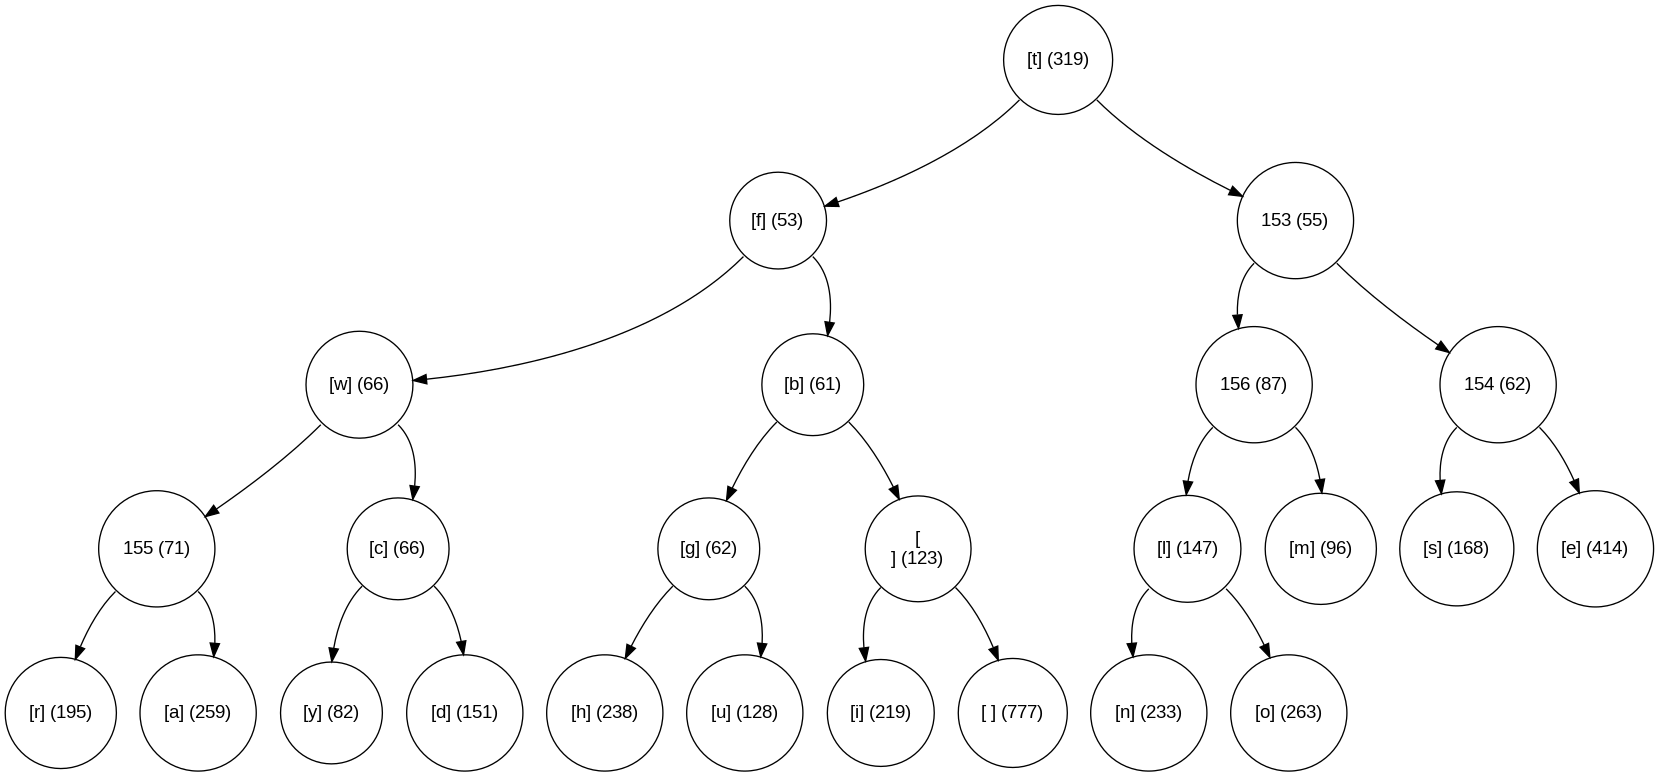 [t] (319)
[f] (53)
153 (55)
[w] (66)
[b] (61)
156 (87)
154 (62)
155 (71)
[c] (66)
[g] (62)
[
] (123)
[l] (147)
[m] (96)
[s] (168)
[e] (414)
[r] (195)
[a] (259)
[y] (82)
[d] (151)
[h] (238)
[u] (128)
[i] (219)
[ ] (777)
[n] (233)
[o] (263)